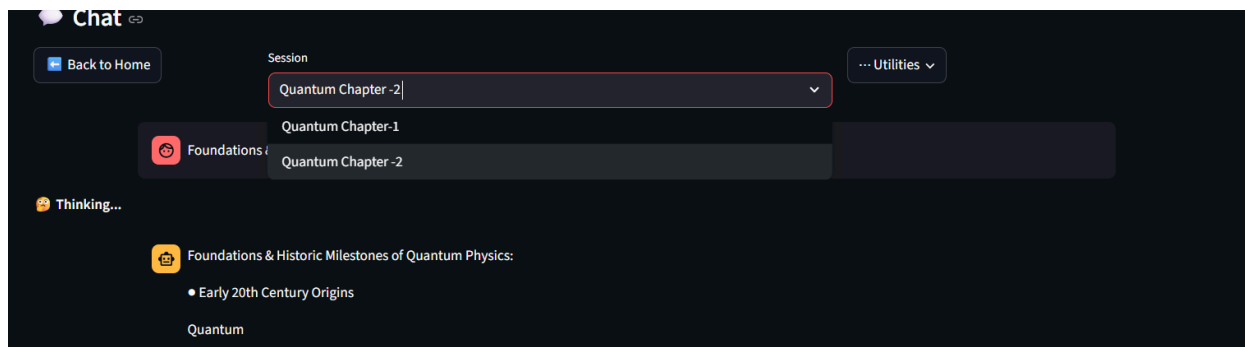 Chat
Back to Home
Session
Quantum Chapter -2
··· Utilities
Quantum Chapter-1
Quantum Chapter -2
Foundations
Thinking...
Foundations & Historic Milestones of Quantum Physics:
● Early 20th Century Origins
Quantum